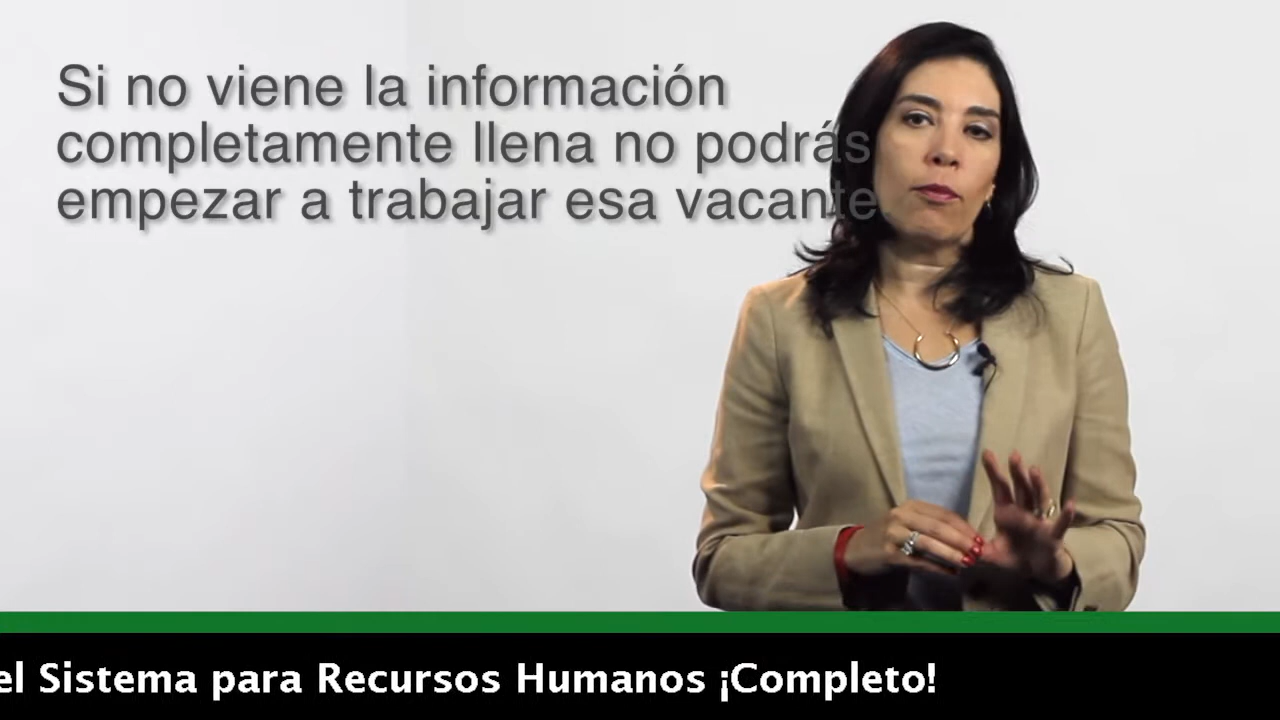 Si no viene la información
completamente llena no podrás
empezar a trabajar esa vacante.
el Sistema para Recursos Humanos ¡Completo!